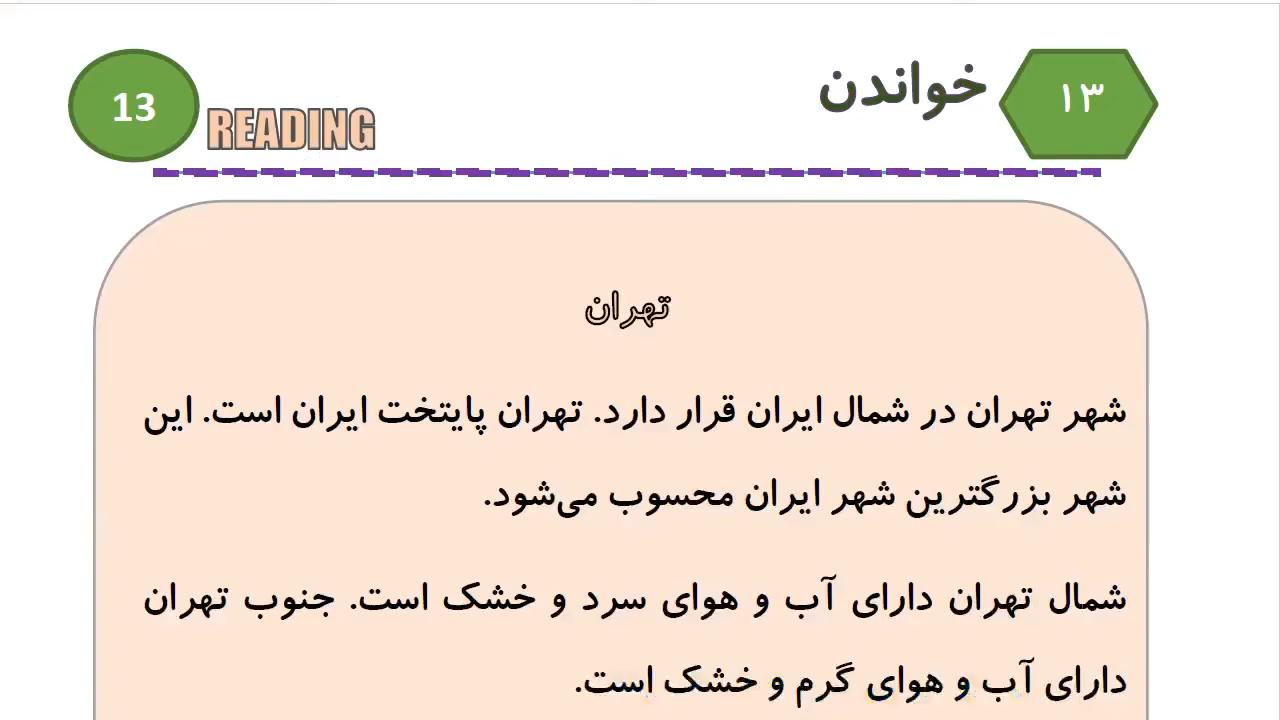 ۱۳
خواندن
13
READING
تهران
شهر تهران در شمال ایران قرار دارد. تهران پایتخت ایران است. این
شهر بزرگترین شهر ایران محسوب می‌شود.
شمال تهران دارای آب و هوای سرد و خشک است. جنوب تهران
دارای آب و هوای گرم و خشک است.